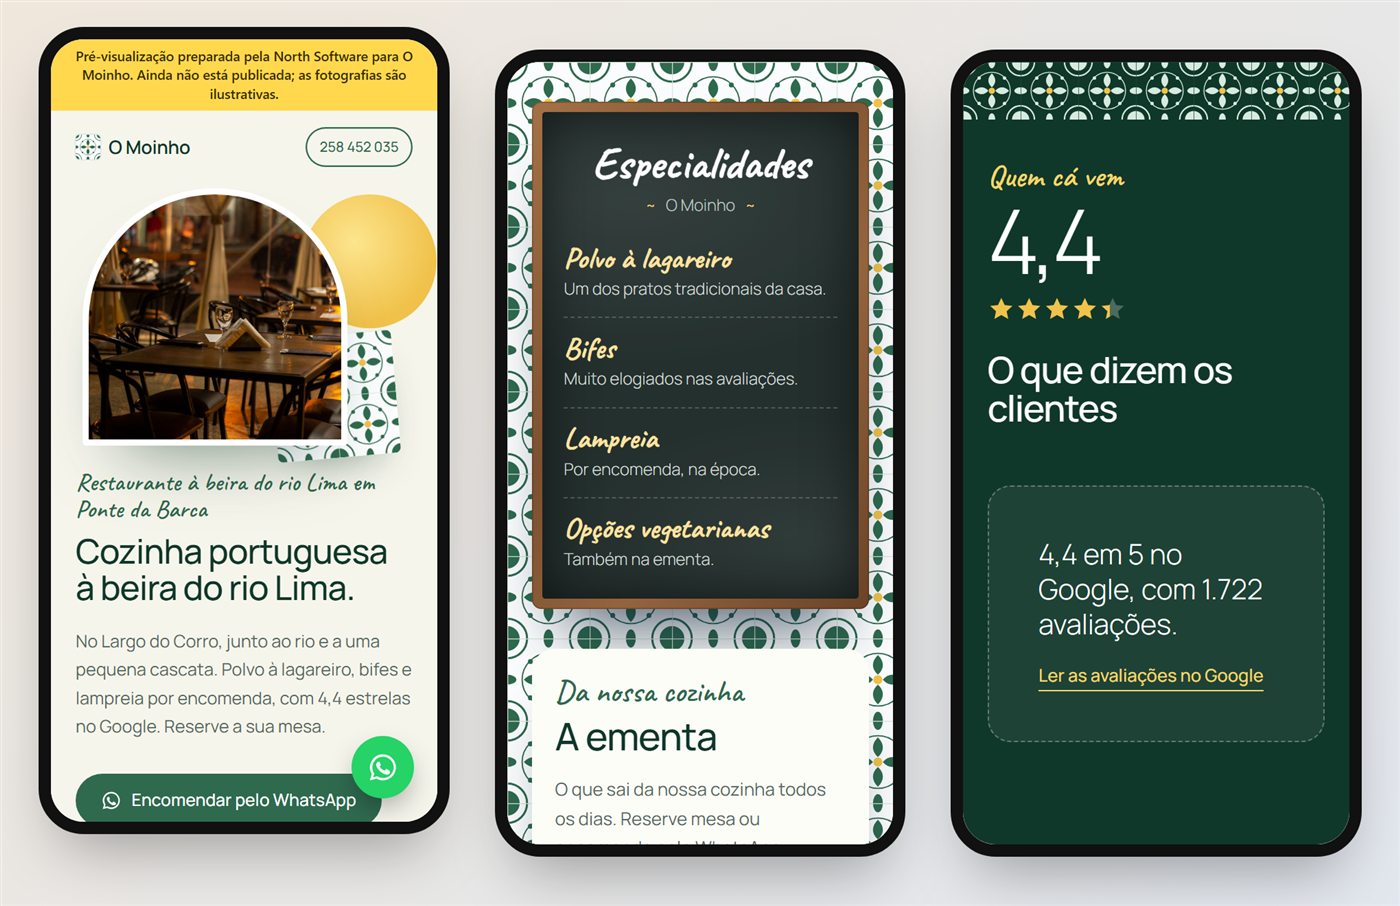 Pré-visualização preparada pela North Software para O
Moinho. Ainda não está publicada; as fotografias são
ilustrativas.
O Moinho
258 452 035
Restaurante à beira do rio Lima em
Ponte da Barca
Cozinha portuguesa
à beira do rio Lima.
No Largo do Corro, junto ao rio e a uma
pequena cascata. Polvo à lagareiro, bifes e
lampreia por encomenda, com 4,4 estrelas
no Google. Reserve a sua mesa.
Encomendar pelo WhatsApp
Especialidades
~ O Moinho ~
Polvo à lagareiro
Um dos pratos tradicionais da casa.
Bifes
Muito elogiados nas avaliações.
Lampreia
Por encomenda, na época.
Opções vegetarianas
Também na ementa.
Da nossa cozinha
A ementa
O que sai da nossa cozinha todos
os dias. Reserve mesa ou
Quem cá vem
4,4
O que dizem os
clientes
4,4 em 5 no
Google, com 1.722
avaliações.
Ler as avaliações no Google